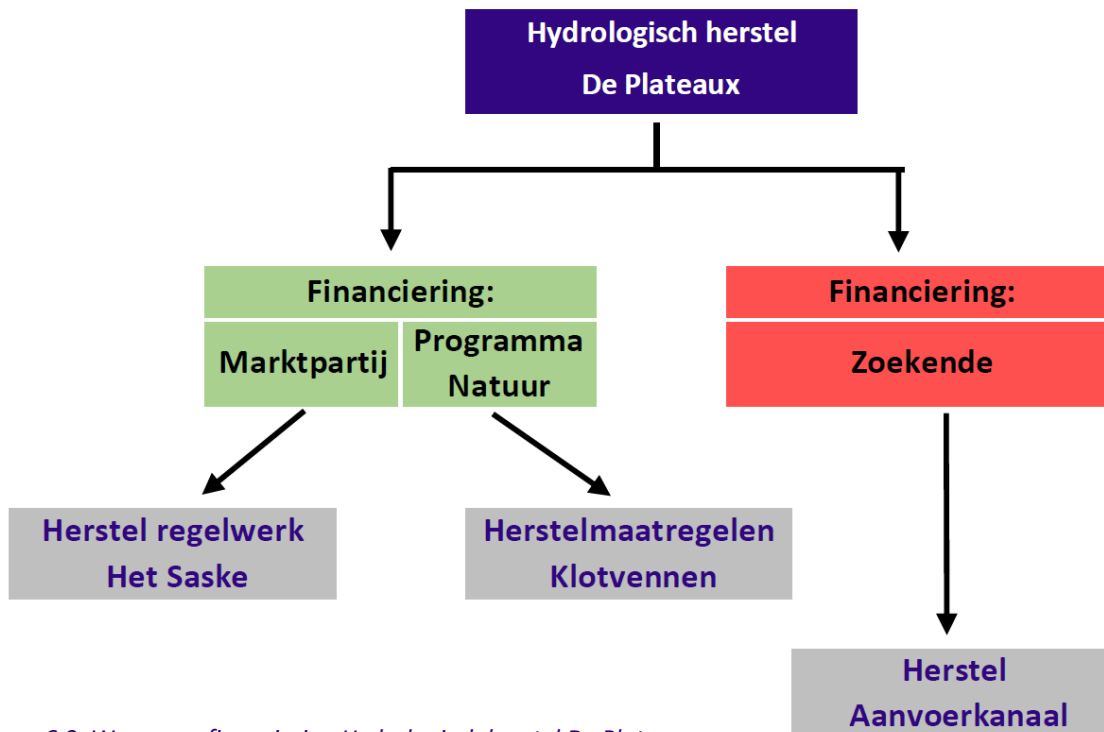 Hydrologisch herstel
De Plateaux
Financiering:
Marktpartij
Programma
Natuur
Financiering:
Zoekende
Herstel regelwerk
Het Saske
Herstelmaatregelen
Klotvennen
Herstel
Aanvoerkanaal